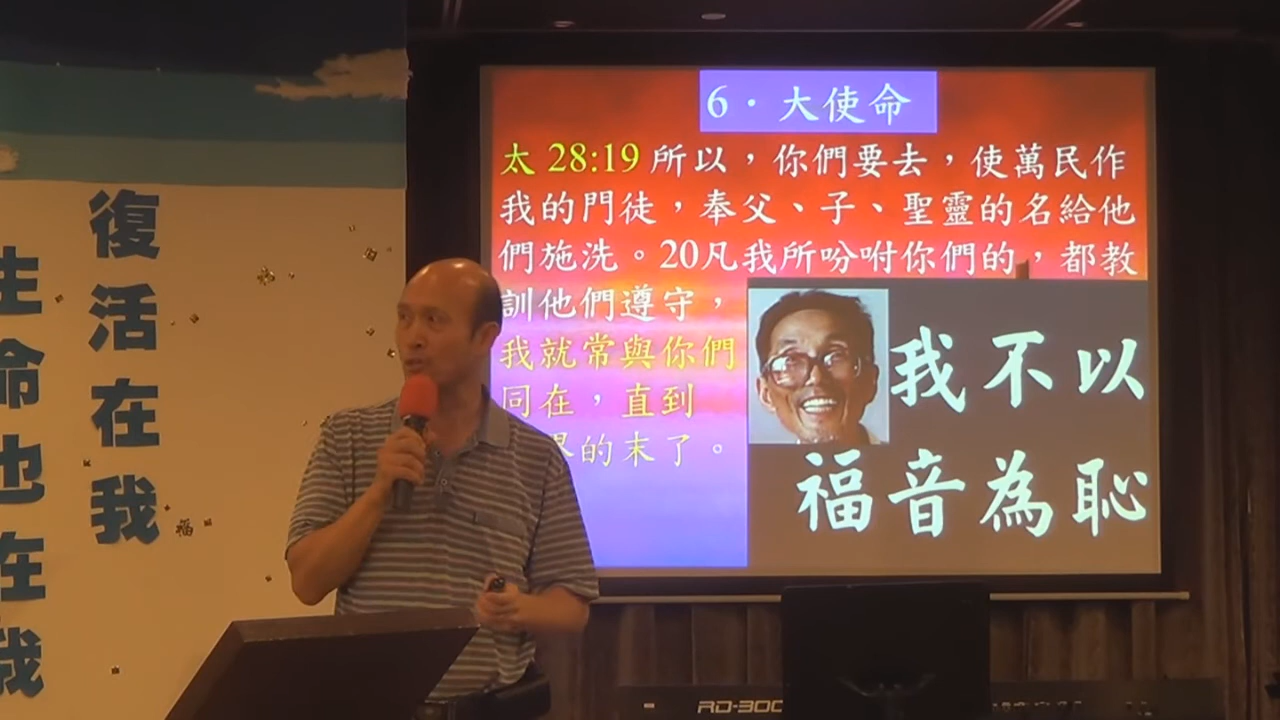 復活在我
生命也在我
6．大使命
太 28:19 所以，你們要去，使萬民作
我的門徒，奉父、子、聖靈的名給他
們施洗。20凡我所吩咐你們的，都教
訓他們遵守，
我就常與你們
同在，直到
界的末了。
我不以
福音為恥
福
RD-300